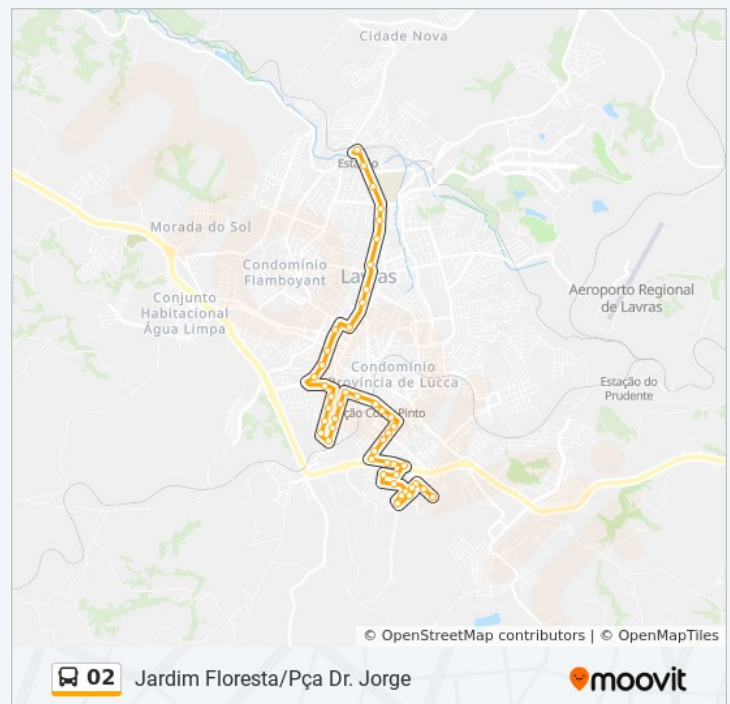 Cidade Nova
Morada do Sol
Condomínio
Flamboyant
Lavras
Conjunto
Habitacional
Água Limpa
Aeroporto Regional
de Lavras
Condomínio
Província de Lucca
Estação do
Prudente
Pinto
© OpenStreetMap contributors | © OpenMapTiles
02 Jardim Floresta/Pça Dr. Jorge
moovit